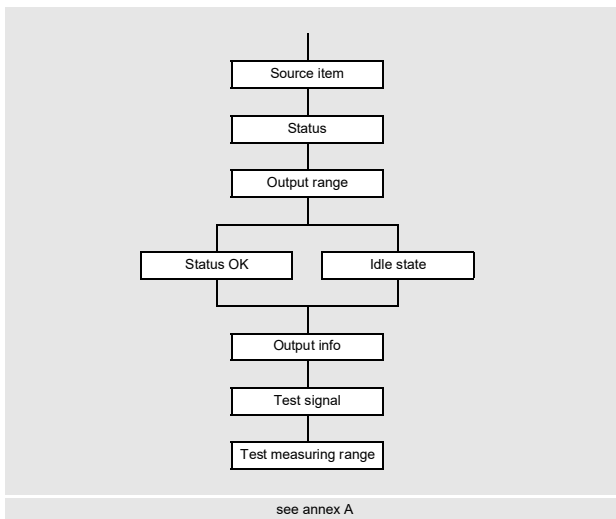 Source item
Status
Output range
Status OK
Idle state
Output info
Test signal
Test measuring range
see annex A